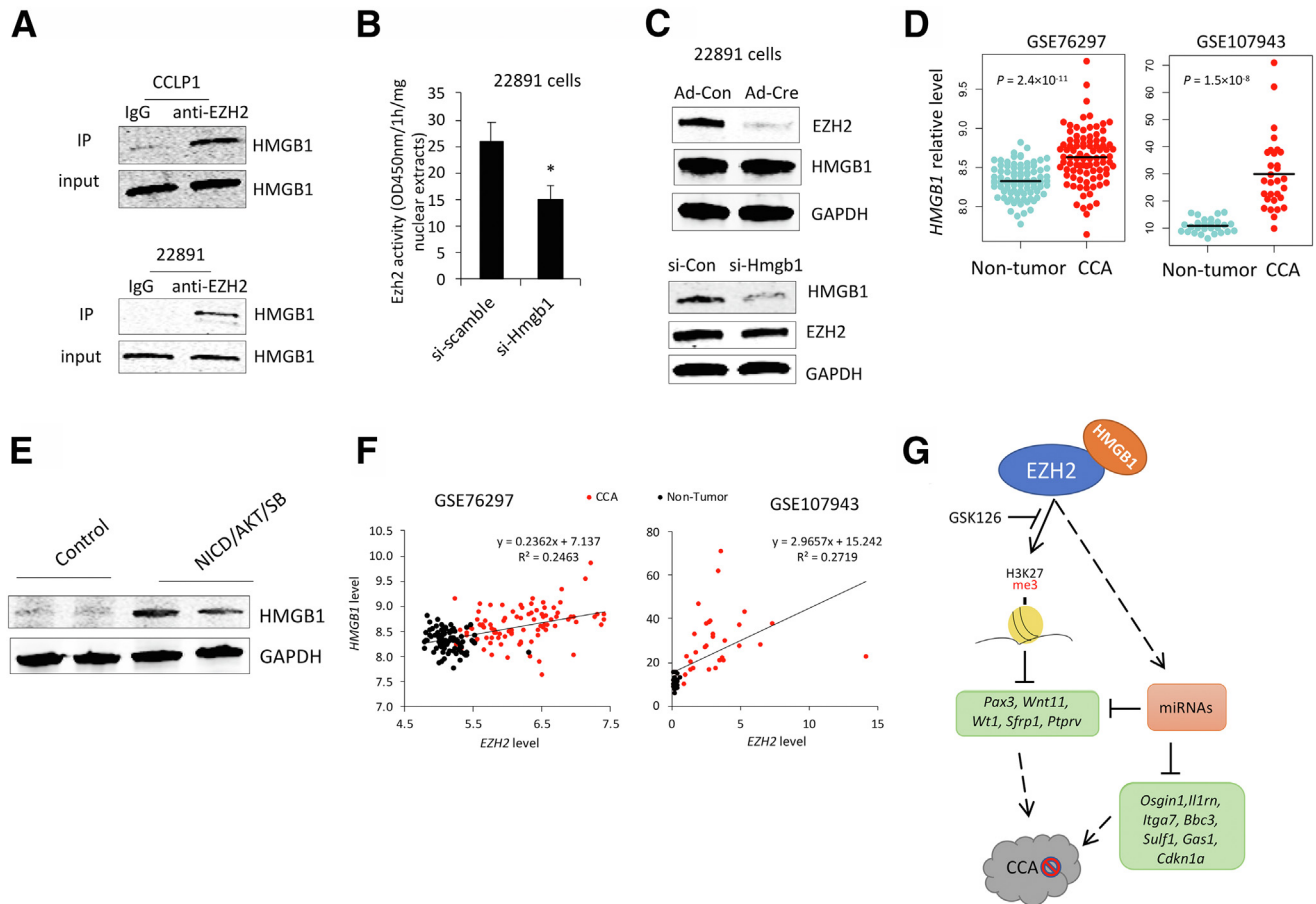 A
CCLP1
IgG anti-EZH2
IP
HMGB1
input
HMGB1
22891
IgG anti-EZH2
IP
HMGB1
input
HMGB1
B
22891 cells
Ezh2 activity (OD450nm/1h/mg
nuclear extracts)
35
30
25
20
15
10
5
0
*
si-scamble
si-Hmgb1
C
22891 cells
Ad-Con Ad-Cre
EZH2
HMGB1
GAPDH
si-Con si-Hmgb1
HMGB1
EZH2
GAPDH
D
GSE76297
GSE107943
HMGB1 relative level
P = 2.4×10-11
9.5
9.0
8.5
8.0
Non-tumor CCA
P = 1.5×10-8
70
60
50
40
30
20
10
Non-tumor CCA
E
Control
NICD/AKT/SB
HMGB1
GAPDH
F
GSE76297
CCA
Non-Tumor
GSE107943
HMGB1 level
10.5
10.0
9.5
9.0
8.5
8.0
7.5
7.0
y = 0.2362x + 7.137
R² = 0.2463
4.5 5.5 6.5 7.5
EZH2 level
80
60
40
20
0
y = 2.9657x + 15.242
R² = 0.2719
0 5 10 15
EZH2 level
G
HMGB1
EZH2
GSK126
H3K27
me3
Pax3, Wnt11,
Wt1, Sfrp1, Ptprv
miRNAs
Osgin1,Il1rn,
Itga7, Bbc3,
Sulf1, Gas1,
Cdkn1a
CCA